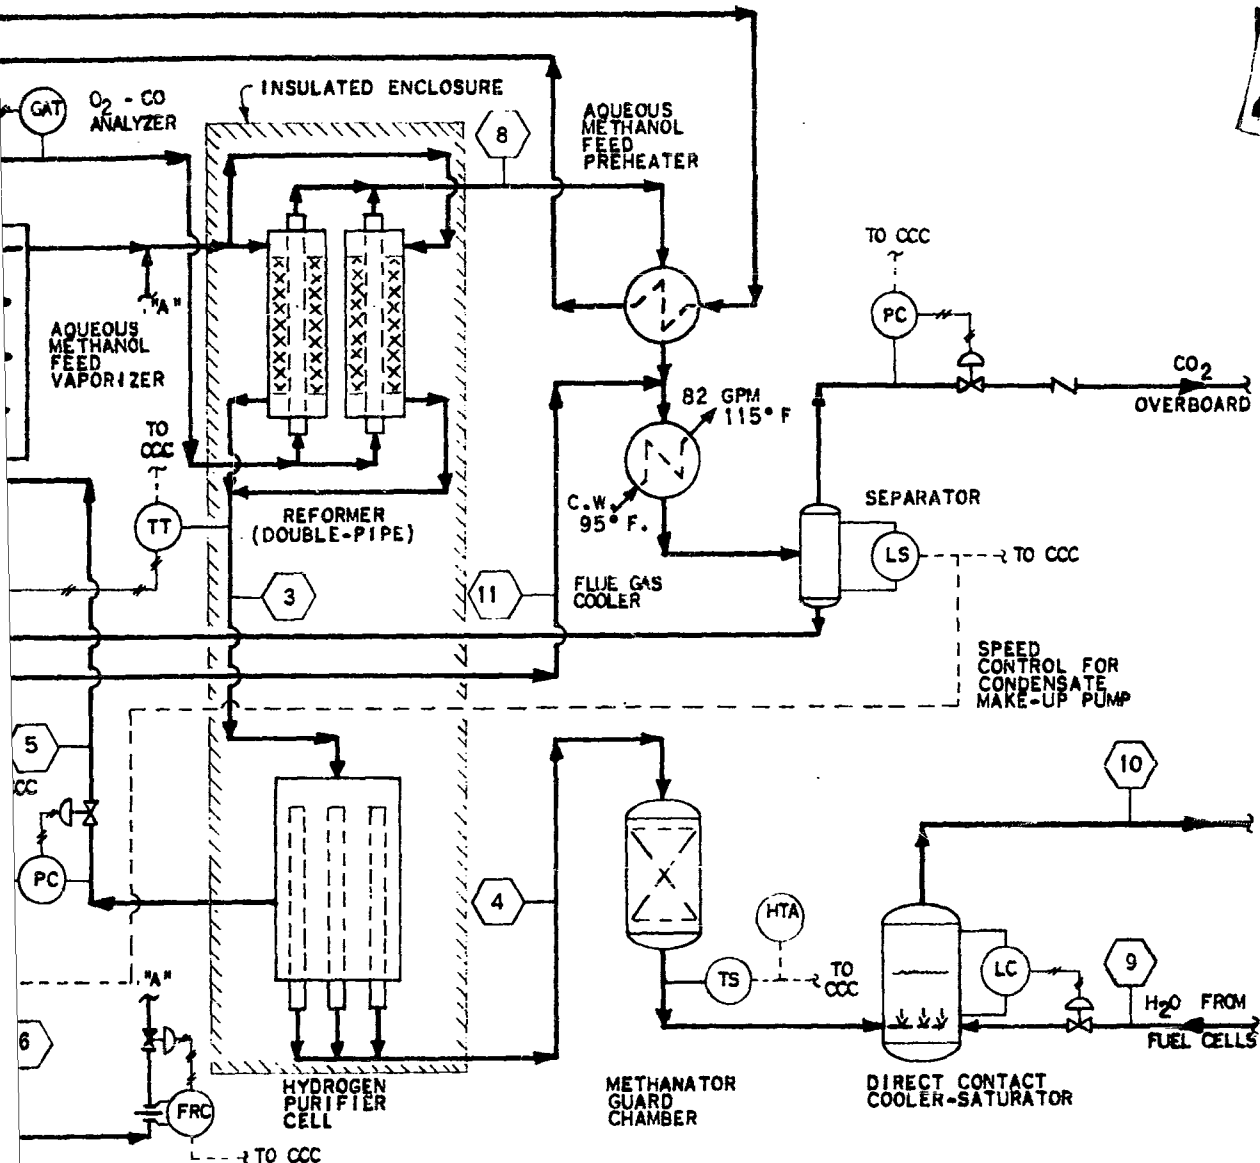 INSULATED ENCLOSURE
GAT
O2 - CO
ANALYZER
8
AQUEOUS
METHANOL
FEED
PREHEATER
TO CCC
PC
"A"
AQUEOUS
METHANOL
FEED
VAPORIZER
CO2
OVERBOARD
82 GPM
115° F
TO
CCC
TT
C.W.
95° F.
REFORMER
(DOUBLE-PIPE)
SEPARATOR
LS
TO CCC
3
11
FLUE GAS
COOLER
SPEED
CONTROL FOR
CONDENSATE
MAKE-UP PUMP
5
CCC
PC
10
4
HTA
TS
TO
CCC
LC
9
H2O FROM
FUEL CELLS
"A"
6
FRC
TO CCC
HYDROGEN
PURIFIER
CELL
METHANATOR
GUARD
CHAMBER
DIRECT CONTACT
COOLER-SATURATOR